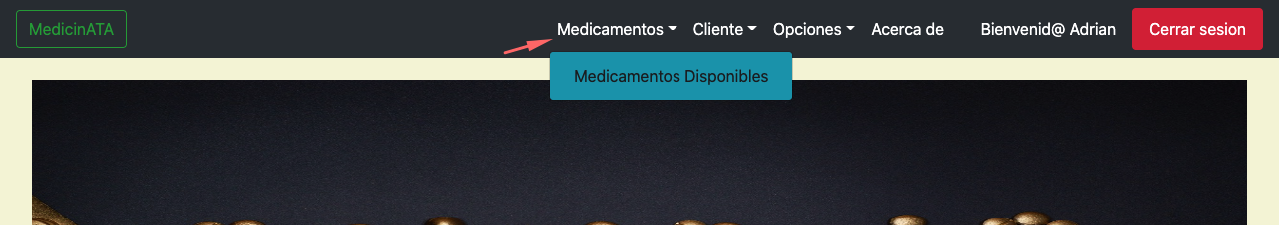 MedicinATA Medicamentos Cliente Opciones Acerca de Bienvenid@ Adrian Cerrar sesion
Medicamentos Disponibles